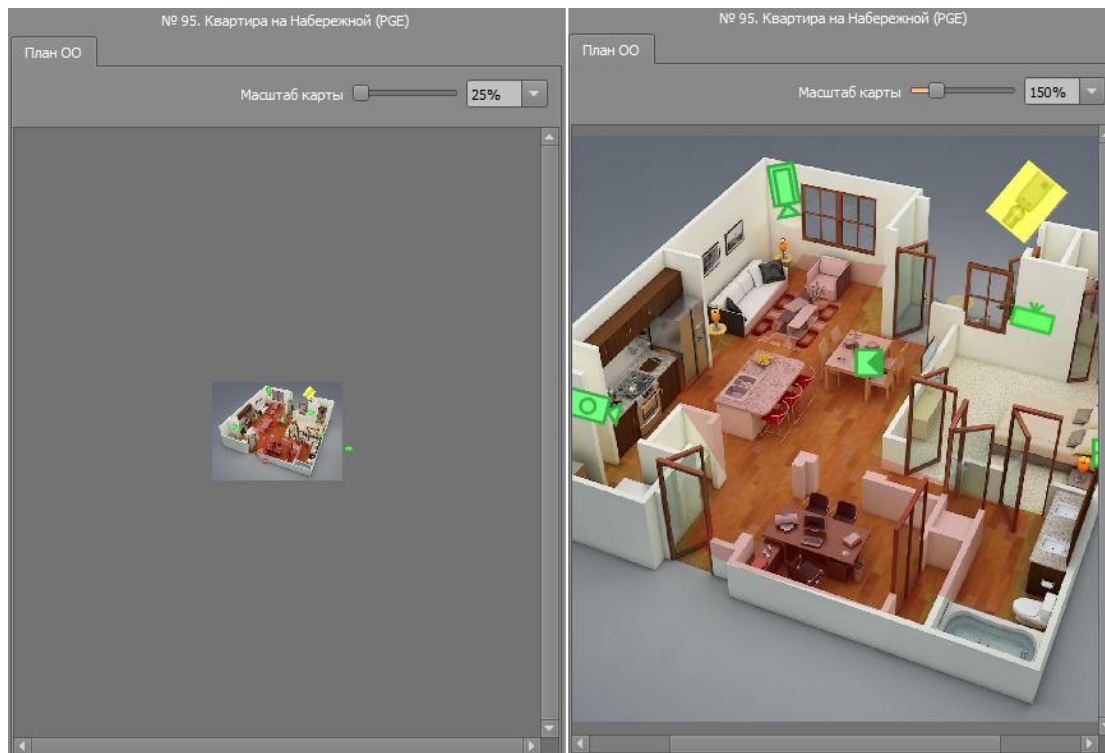 № 95. Квартира на Набережной (PGE)
План ОО
Масштаб карты 25%
№ 95. Квартира на Набережной (PGE)
План ОО
Масштаб карты 150%